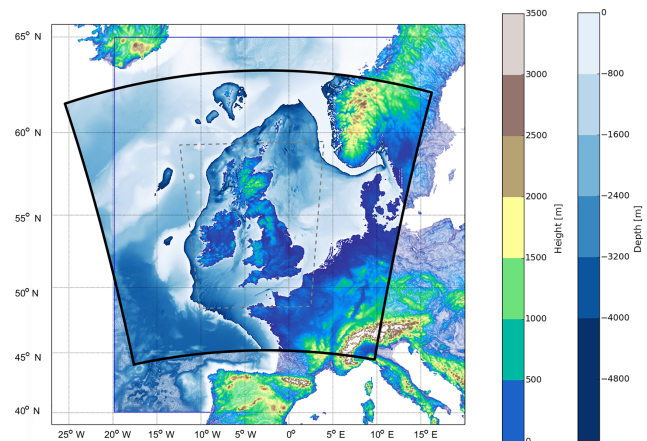 65° N
60° N
55° N
50° N
45° N
40° N
25° W
20° W
15° W
10° W
5° W
0°
5° E
10° E
15° E
3500
3000
2500
2000
1500
1000
500
0
Height [m]
0
−800
−1600
−2400
−3200
−4000
−4800
Depth [m]